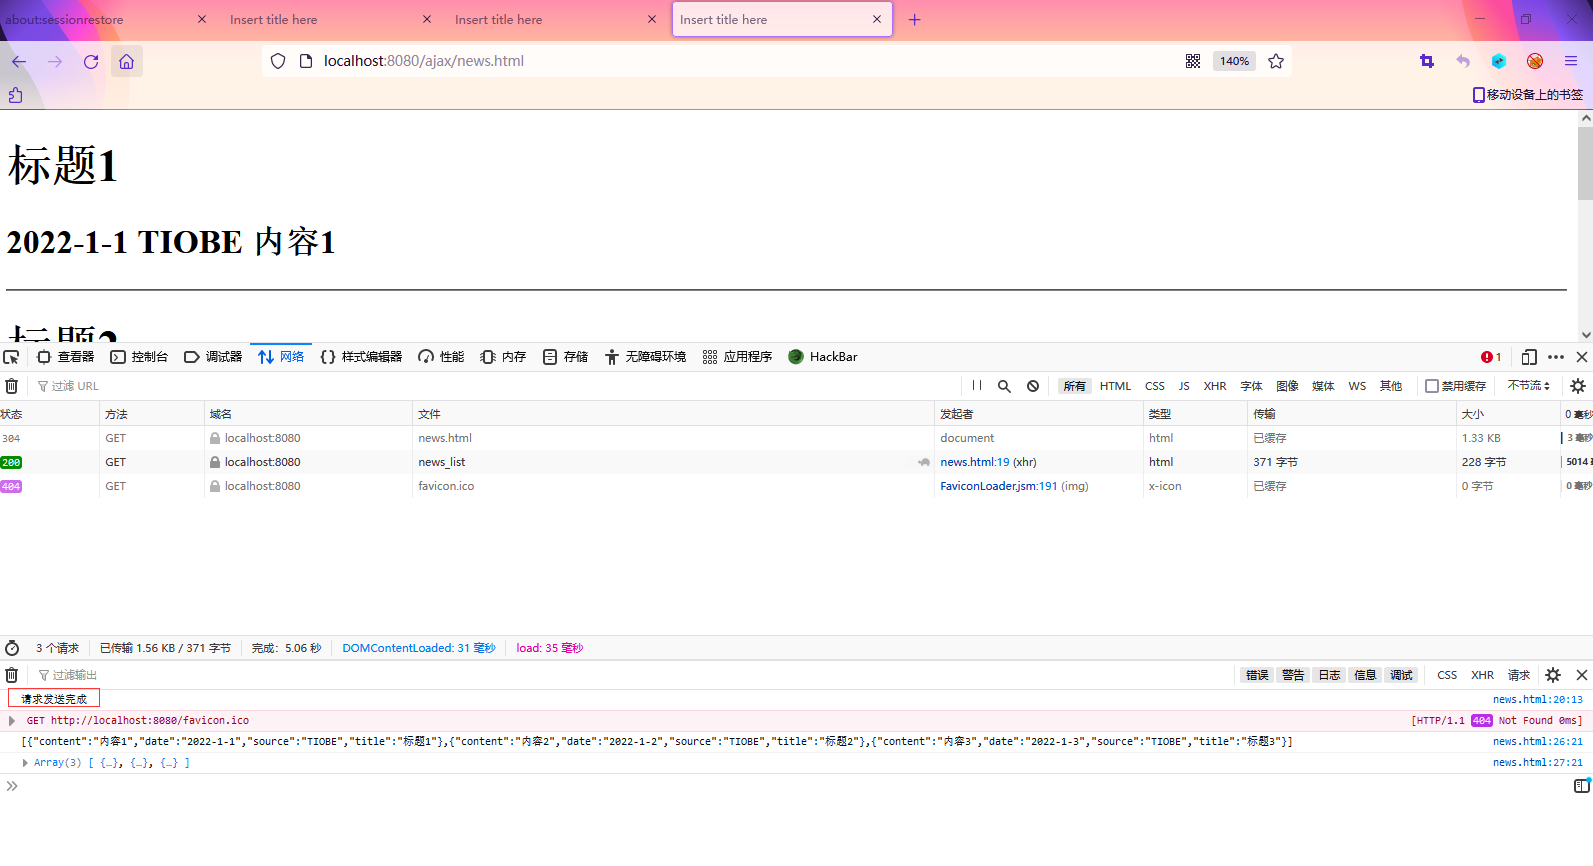 about:sessionrestore
Insert title here
Insert title here
Insert title here
localhost:8080/ajax/news.html
140%
移动设备上的书签
标题1
2022-1-1 TIOBE 内容1
标题2
查看器 控制台 调试器 网络 样式编辑器 性能 内存 存储 无障碍环境 应用程序 HackBar 1
过滤 URL 所有 HTML CSS JS XHR 字体 图像 媒体 WS 其他 禁用缓存 不节流
状态 方法 域名 文件 发起者 类型 传输 大小 0 毫秒
304 GET localhost:8080 news.html document html 已缓存 1.33 KB 3 毫秒
200 GET localhost:8080 news_list news.html:19 (xhr) html 371 字节 228 字节 5014
404 GET localhost:8080 favicon.ico FaviconLoader.jsm:191 (img) x-icon 已缓存 0 字节 0 毫秒
3 个请求 已传输 1.56 KB / 371 字节 完成：5.06 秒 DOMContentLoaded: 31 毫秒 load: 35 毫秒
过滤输出 错误 警告 日志 信息 调试 CSS XHR 请求
请求发送完成 news.html:20:13
GET http://localhost:8080/favicon.ico [HTTP/1.1 404 Not Found 0ms]
[{"content":"内容1","date":"2022-1-1","source":"TIOBE","title":"标题1"},{"content":"内容2","date":"2022-1-2","source":"TIOBE","title":"标题2"},{"content":"内容3","date":"2022-1-3","source":"TIOBE","title":"标题3"}] news.html:26:21
Array(3) [ {…}, {…}, {…} ] news.html:27:21